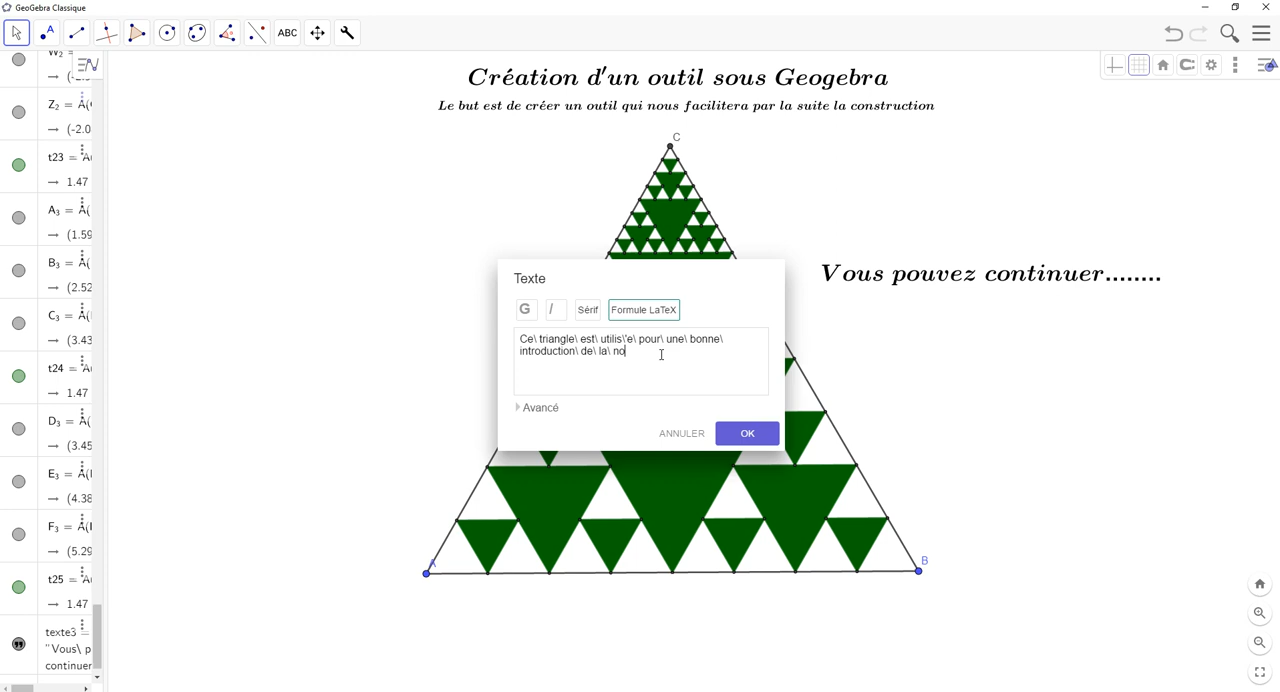 GeoGebra Classique
ABC
→
Z₂ =
→ (-2.0
t23 =
→ 1.47
A₃ = A(
→ (1.59
B₃ = A(
→ (2.52
C₃ = A(
→ (3.43
t24 =
→ 1.47
D₃ = A(
→ (3.45
E₃ = A(
→ (4.38
F₃ = A(
→ (5.29
t25 =
→ 1.47
texte3 =
"Vous\ p
continuer
Création d'un outil sous Geogebra
Le but est de créer un outil qui nous facilitera par la suite la construction
C
Vous pouvez continuer........
Texte
G
I
Sérif
Formule LaTeX
Ce\ triangle\ est\ utilis\'e\ pour\ une\ bonne\
introduction\ de\ la\ no
Avancé
ANNULER
OK
A
B